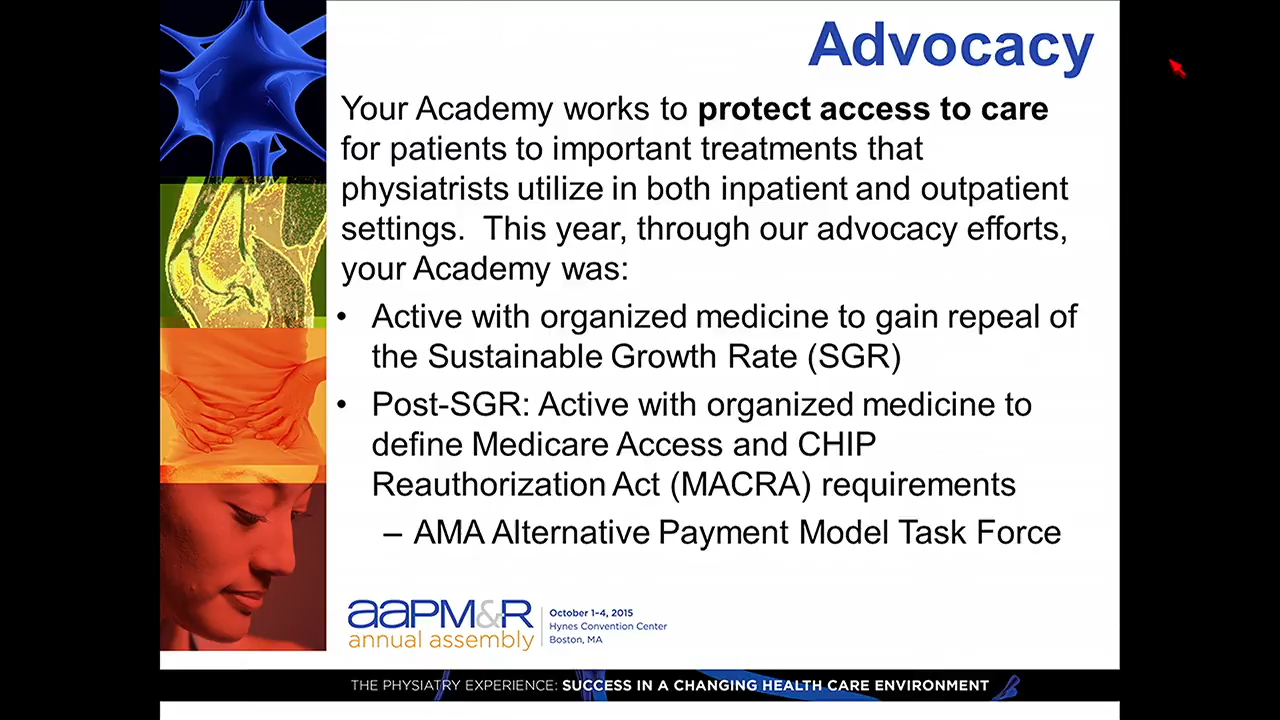 Advocacy
Your Academy works to protect access to care
for patients to important treatments that
physiatrists utilize in both inpatient and outpatient
settings.  This year, through our advocacy efforts,
your Academy was:
• Active with organized medicine to gain repeal of
the Sustainable Growth Rate (SGR)
• Post-SGR: Active with organized medicine to
define Medicare Access and CHIP
Reauthorization Act (MACRA) requirements
– AMA Alternative Payment Model Task Force
aaPM&R
annual assembly
October 1-4, 2015
Hynes Convention Center
Boston, MA
THE PHYSIATRY EXPERIENCE: SUCCESS IN A CHANGING HEALTH CARE ENVIRONMENT